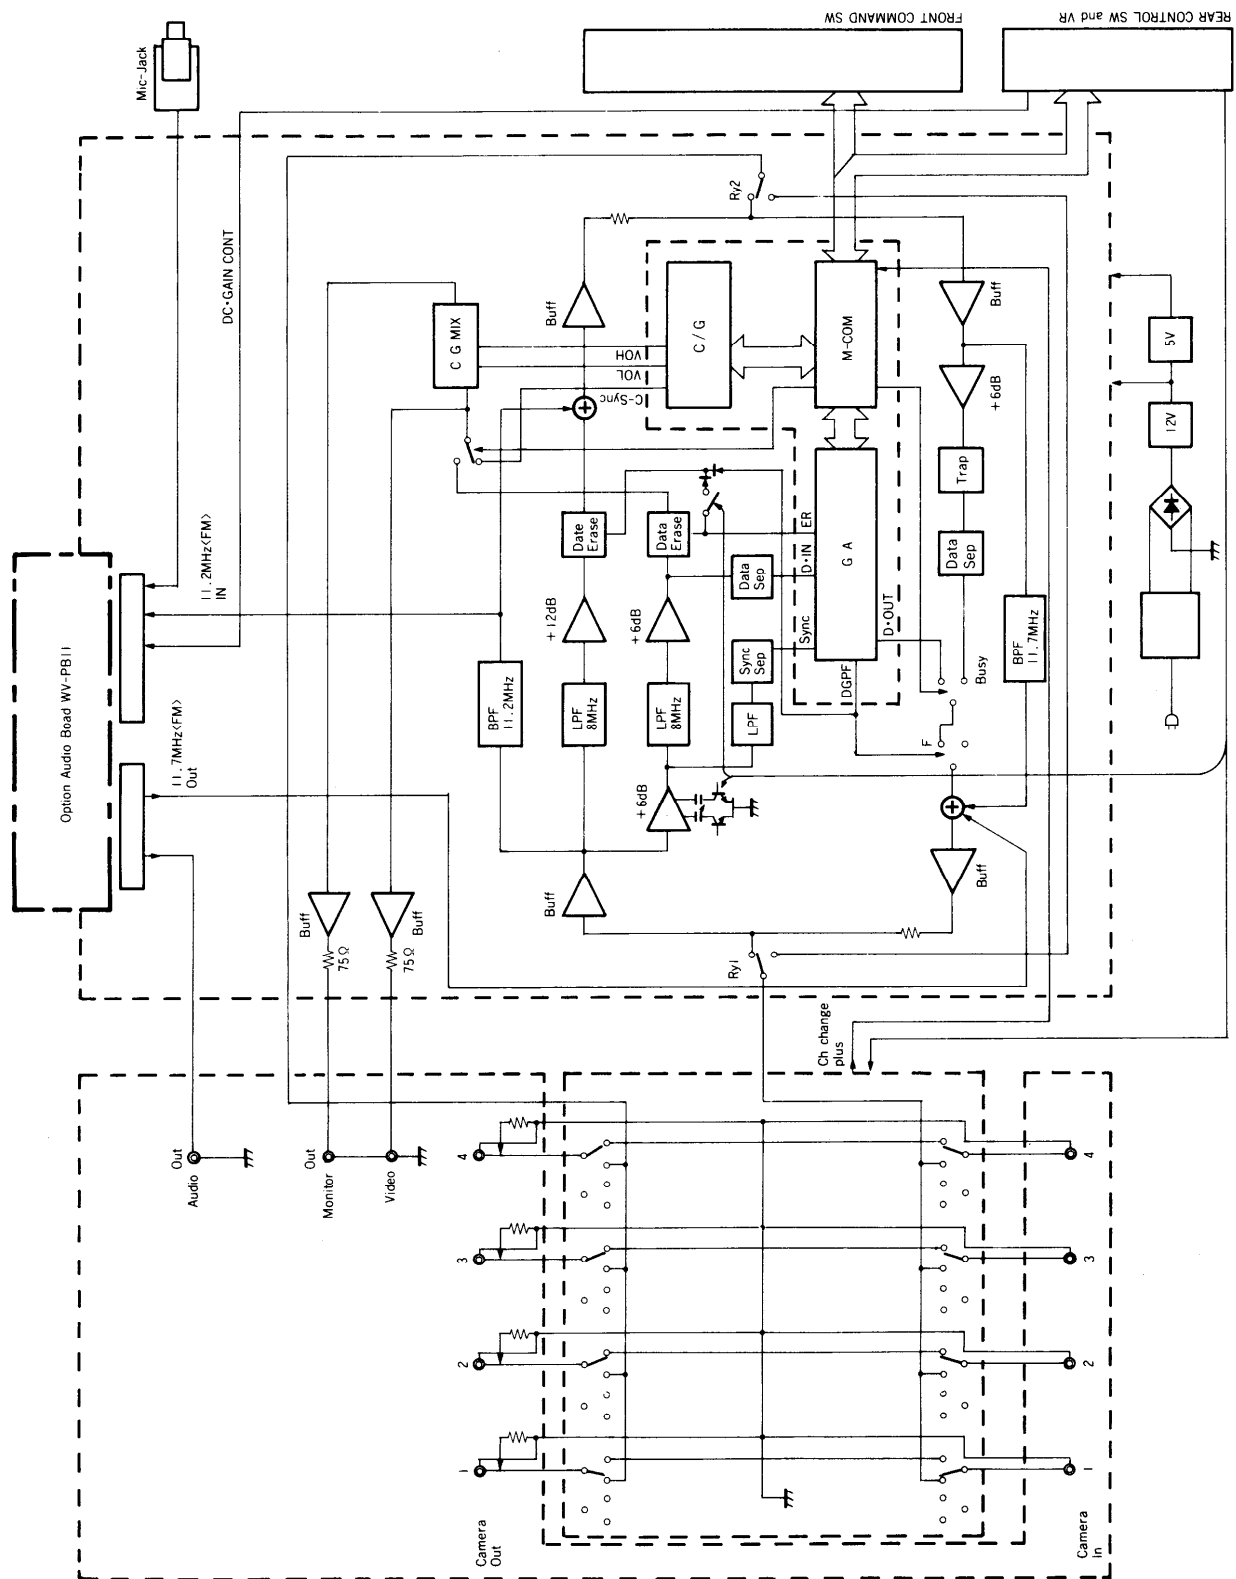 FRONT COMMAND SW
REAR CONTROL SW and VR
Mic-Jack
Option Audio Boad WV-PB11
11.2MHz<FM>
IN
11.7MHz<FM>
Out
DC•GAIN CONT
Ry2
Buff
C G MIX
VOH
VOL
C-Sync
C/G
M-COM
Buff
+6dB
Trap
Data
Sep
Busy
BPF
11.7MHz
5V
12V
Date
Erase
Data
Erase
ER
D•IN
G A
Data
Sep
Sync
Sync
Sep
D•OUT
DGPF
LPF
F
+12dB
+6dB
BPF
11.2MHz
LPF
8MHz
LPF
8MHz
+6dB
Buff
Buff
Buff
75Ω
Buff
75Ω
Ry1
Ch change
plus
Out
Audio
Out
Monitor
Video
4
3
2
1
Camera
Out
4
3
2
1
Camera
In